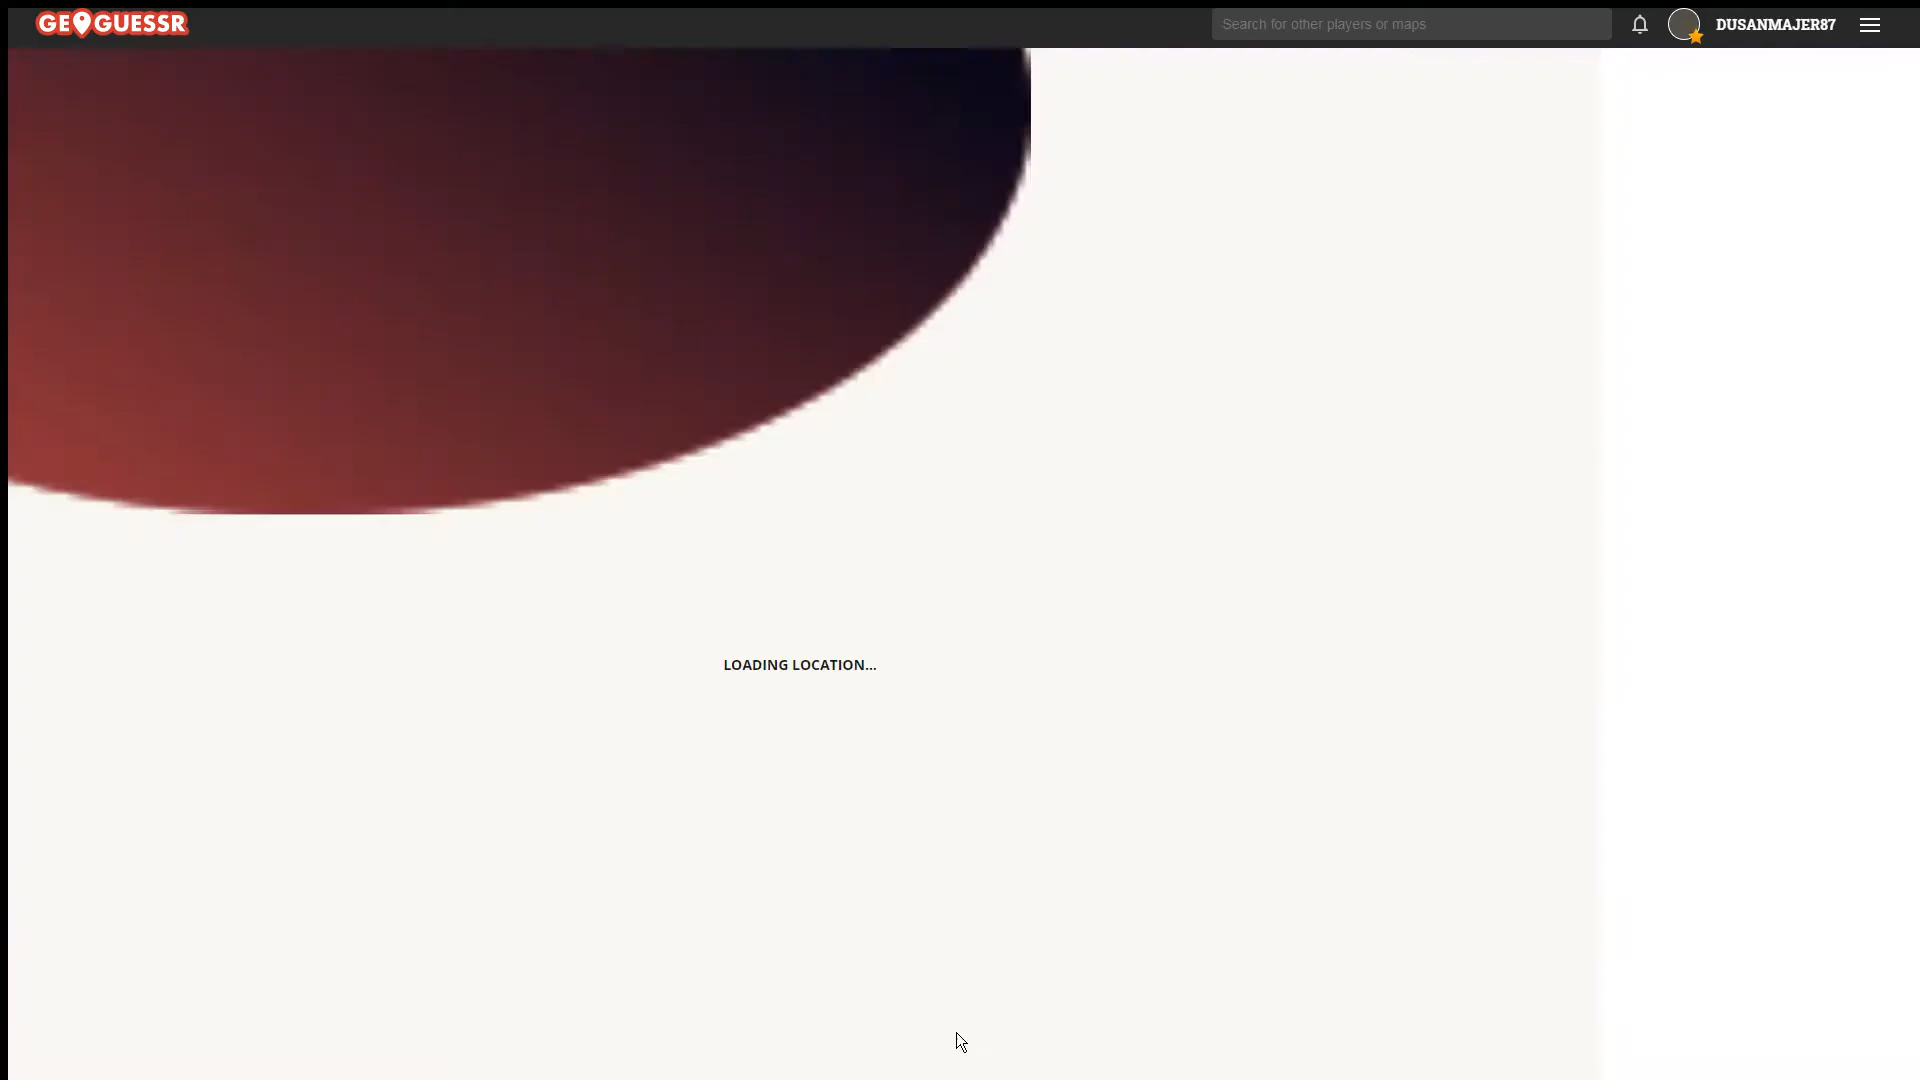 GEOGUESSR
Search for other players or maps
DUSANMAJER87
LOADING LOCATION...